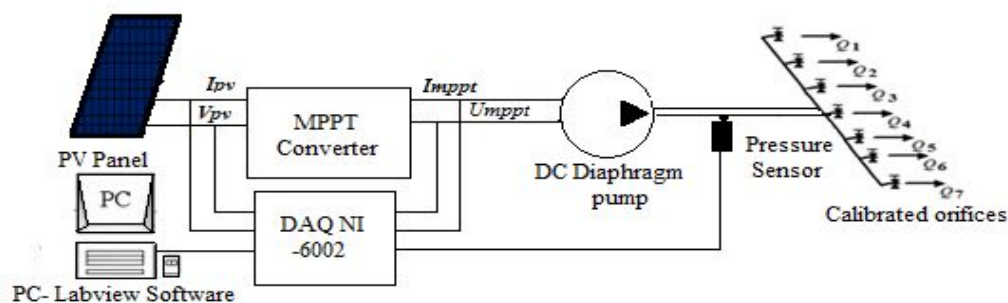 Ipv
Vpv
MPPT
Converter
Imppt
Umppt
PV Panel
PC
DAQ NI
-6002
PC- Labview Software
DC Diaphragm
pump
Pressure
Sensor
Q1
Q2
Q3
Q4
Q5
Q6
Q7
Calibrated orifices